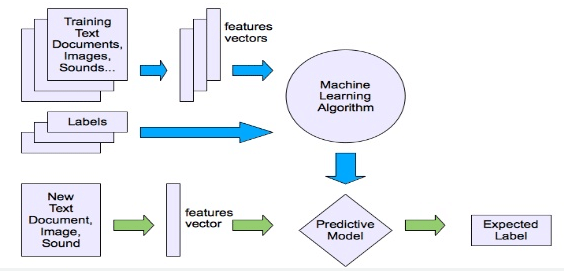 Training
Text
Documents,
Images,
Sounds...
features
vectors
Machine
Learning
Algorithm
Labels
New
Text
Document,
Image,
Sound
features
vector
Predictive
Model
Expected
Label